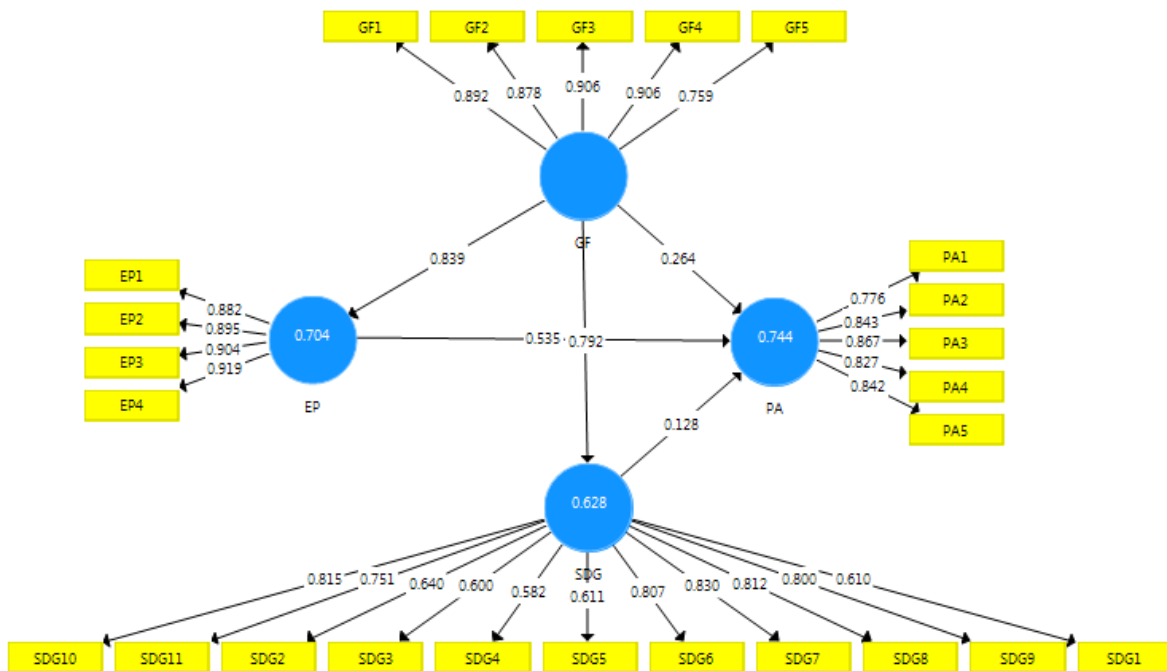 GF1 GF2 GF3 GF4 GF5
0.892 0.878 0.906 0.906 0.759
GF
0.839 0.264
EP1
EP2
EP3
EP4
0.882
0.895
0.904
0.919
0.704
EP
0.535 0.792
0.744
PA
0.776
0.843
0.867
0.827
0.842
PA1
PA2
PA3
PA4
PA5
0.128
0.628
SDG
0.815 0.751 0.640 0.600 0.582 0.611 0.807 0.830 0.812 0.800 0.610
SDG10 SDG11 SDG2 SDG3 SDG4 SDG5 SDG6 SDG7 SDG8 SDG9 SDG1